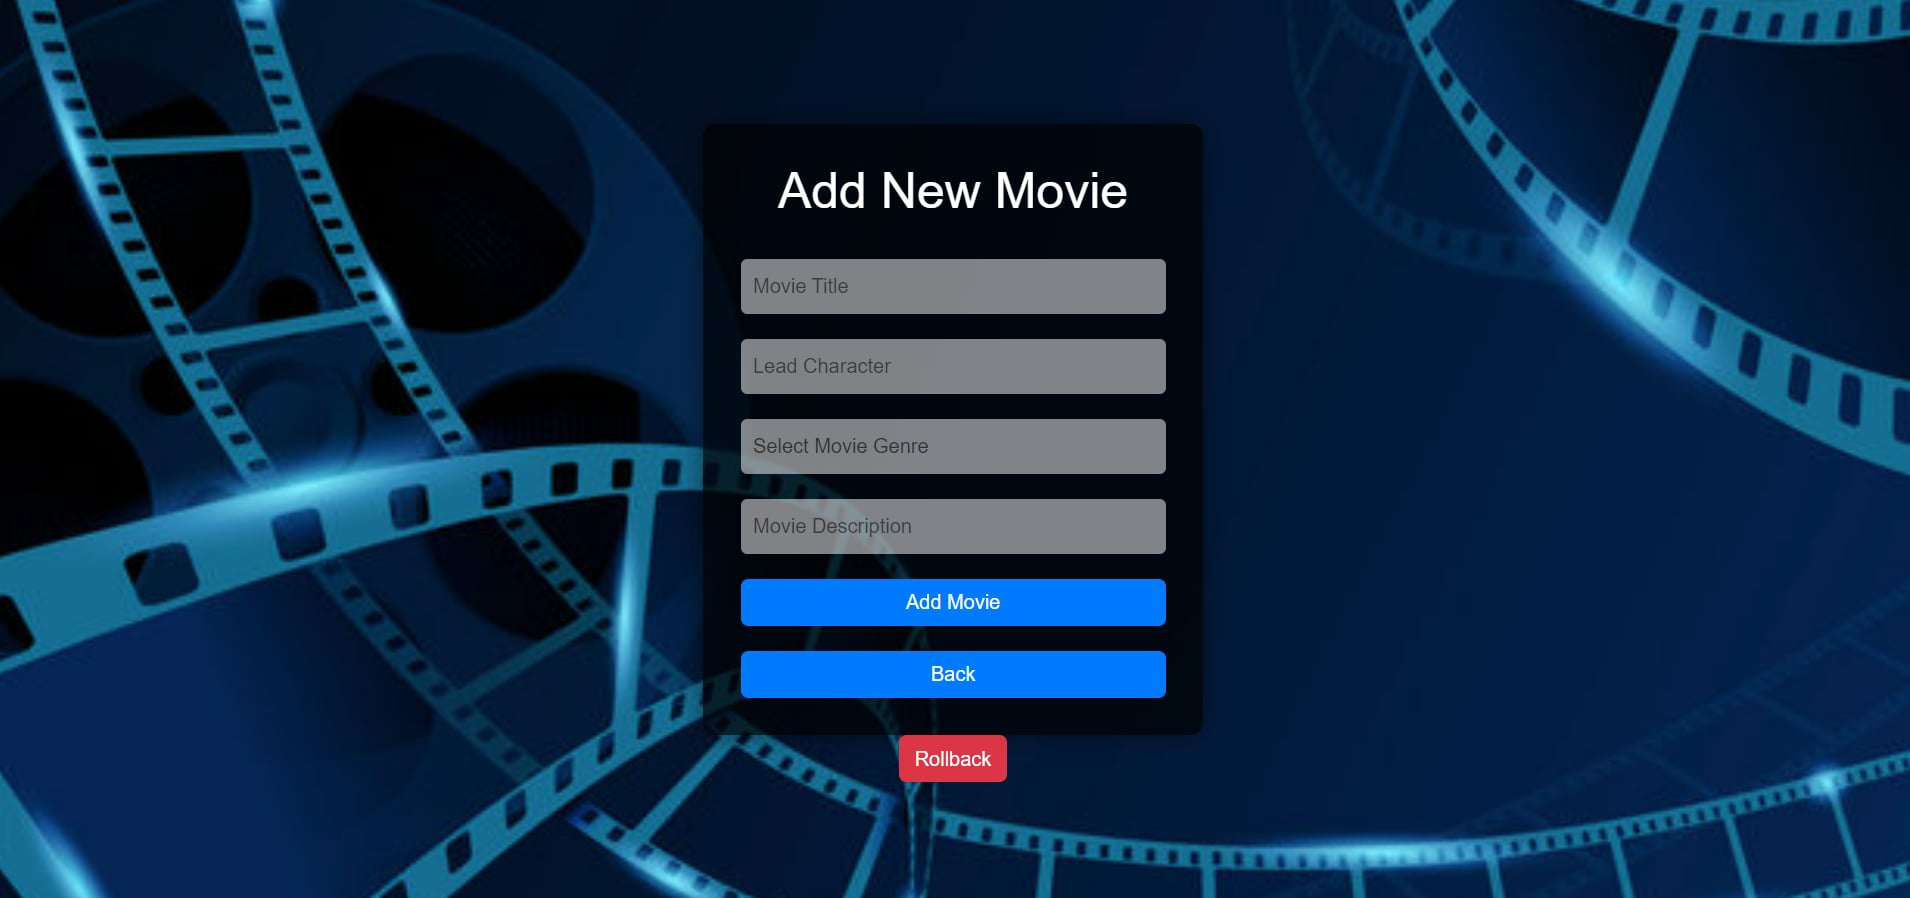 Add New Movie
Movie Title
Lead Character
Select Movie Genre
Movie Description
Add Movie
Back
Rollback